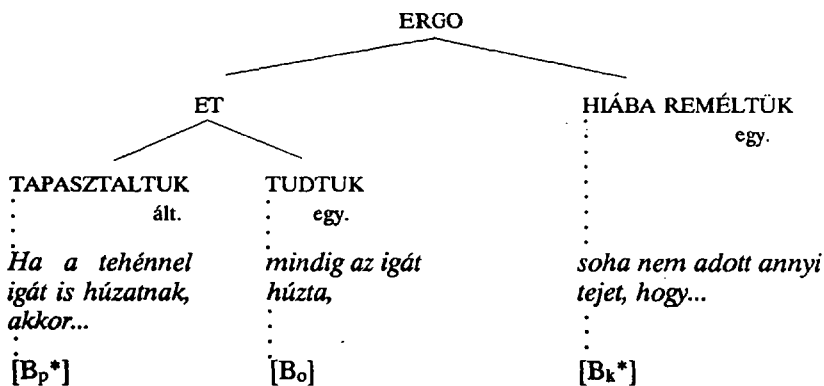 ERGO
ET
HIÁBA REMÉLTÜK
egy.
TAPASZTALTUK
ált.
TUDTUK
egy.
Ha a tehénnel
igát is húzatnak,
akkor...
mindig az igát
húzta,
soha nem adott annyi
tejet, hogy...
[Bp*]
[Bo]
[Bk*]